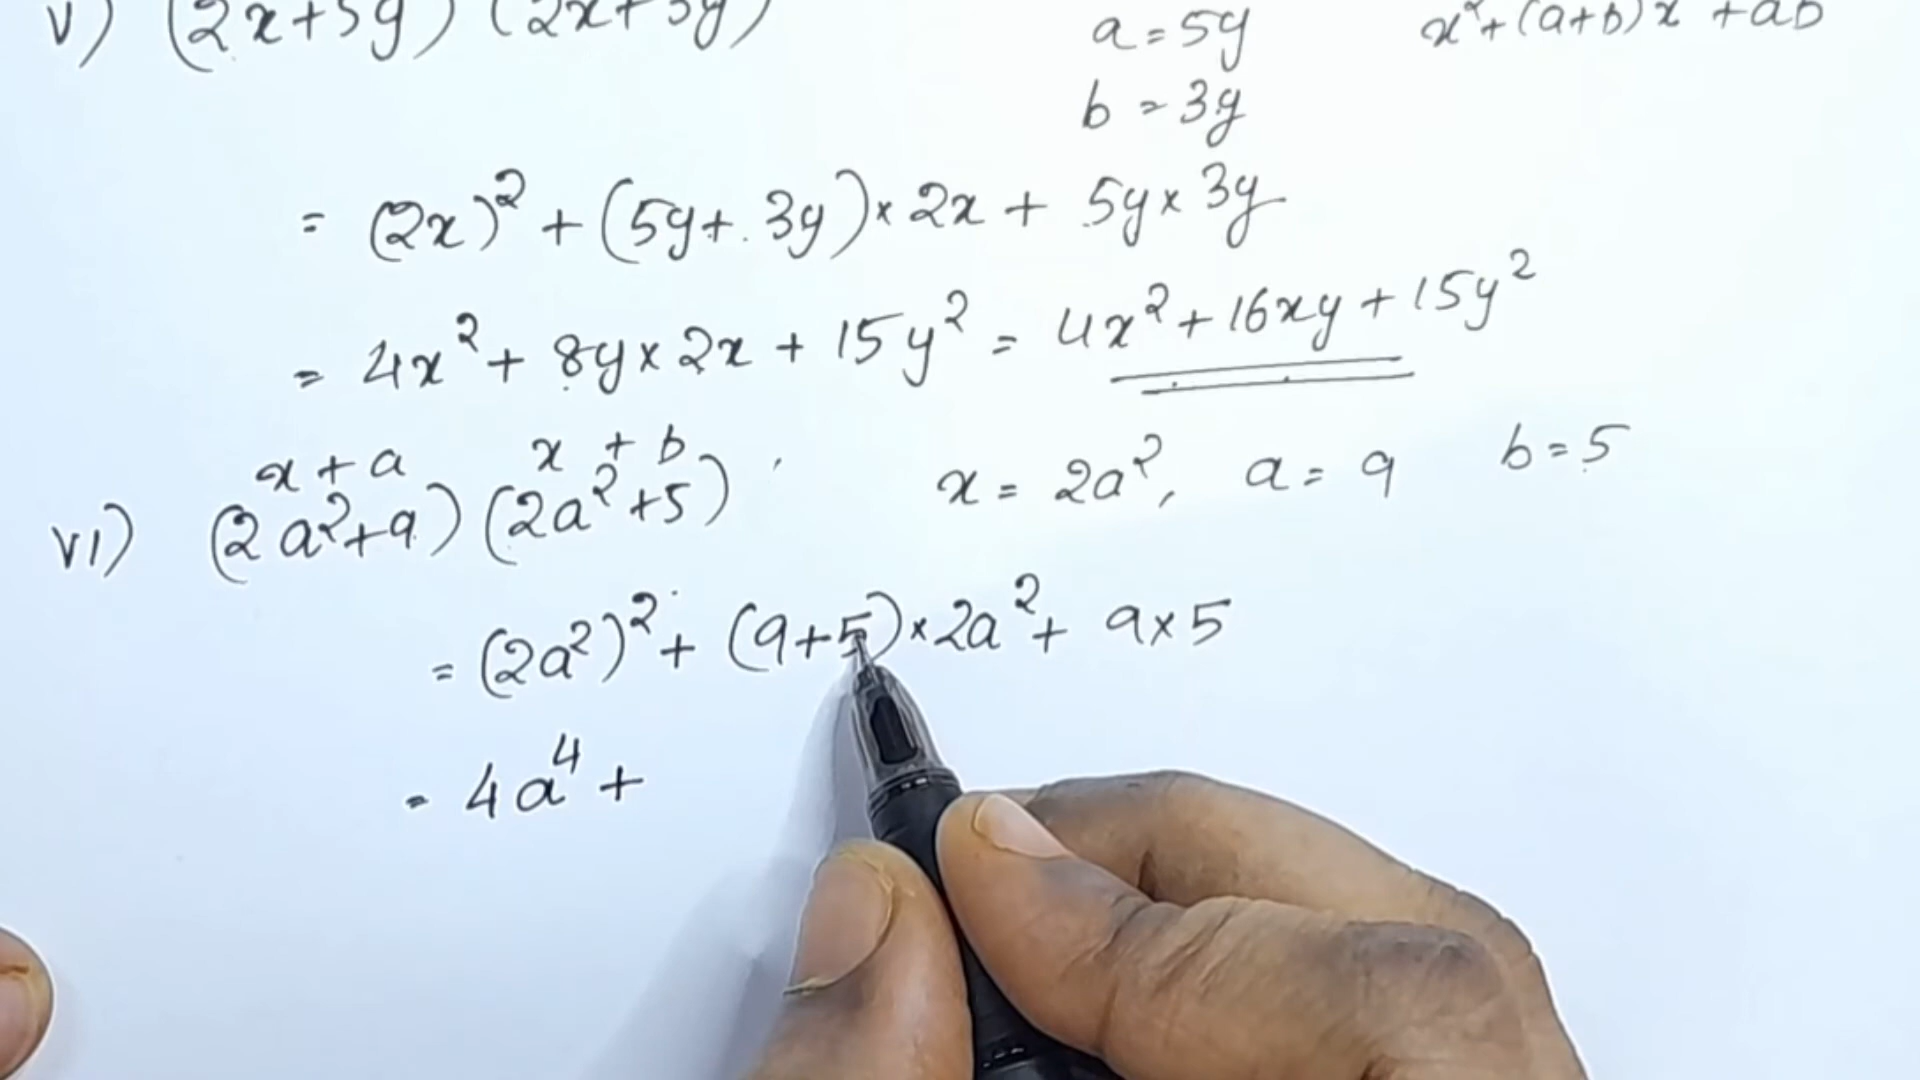 v) (2x+5y) (2x+3y)
a = 5y
x²+(a+b)x +ab
b = 3y
= (2x)² + (5y+3y)×2x + 5y×3y
= 4x² + 8y×2x + 15y² = 4x²+16xy+15y²
x + a x + b
vi) (2a²+9) (2a²+5)
x = 2a², a = 9 b = 5
= (2a²)² + (9+5)×2a² + 9×5
= 4a⁴ +